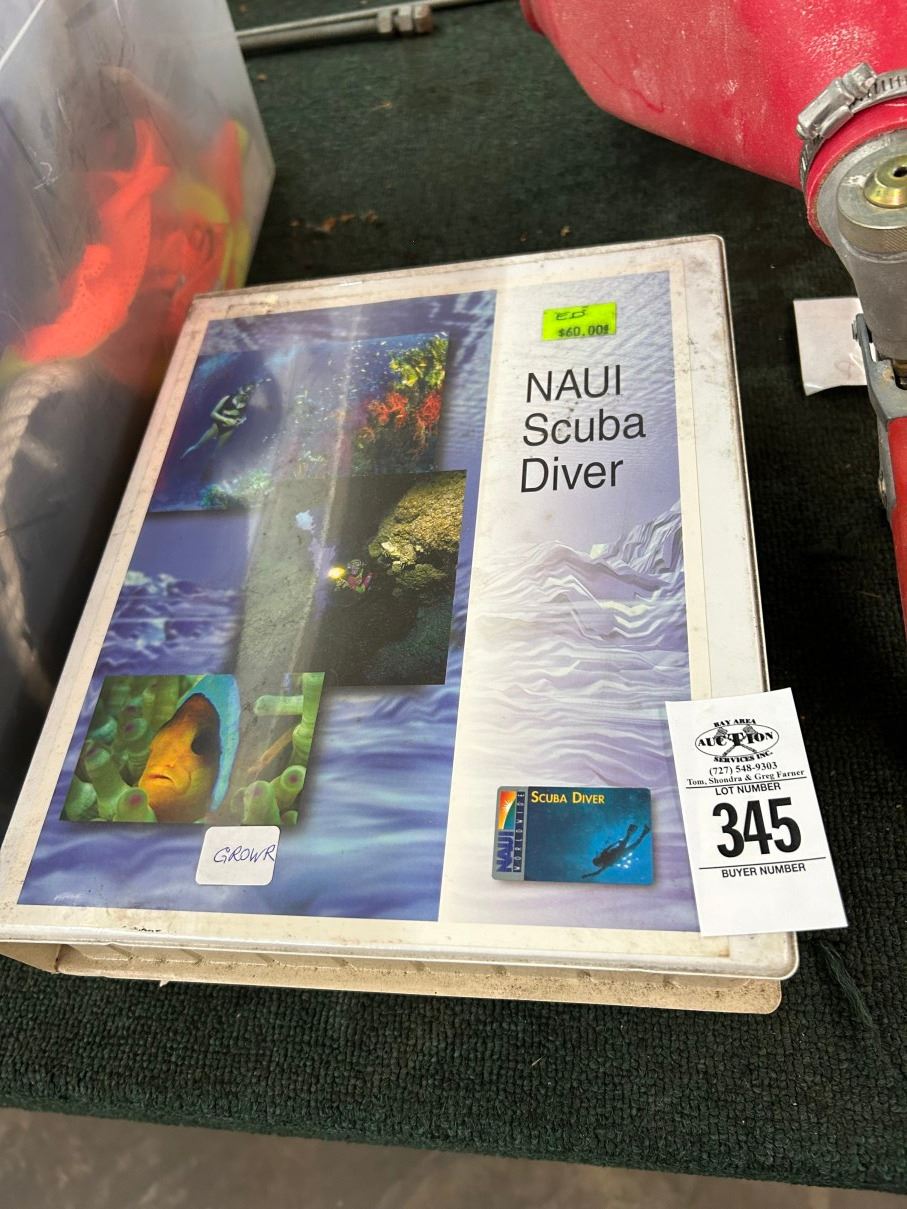 ED
$60.00
NAUI
Scuba
Diver
GROWR
SCUBA DIVER
NAUI
WORLDWIDE
BAY AREA
AUCTION
SERVICES INC.
(727) 548-9303
Tom, Shondra & Greg Farner
LOT NUMBER
345
BUYER NUMBER